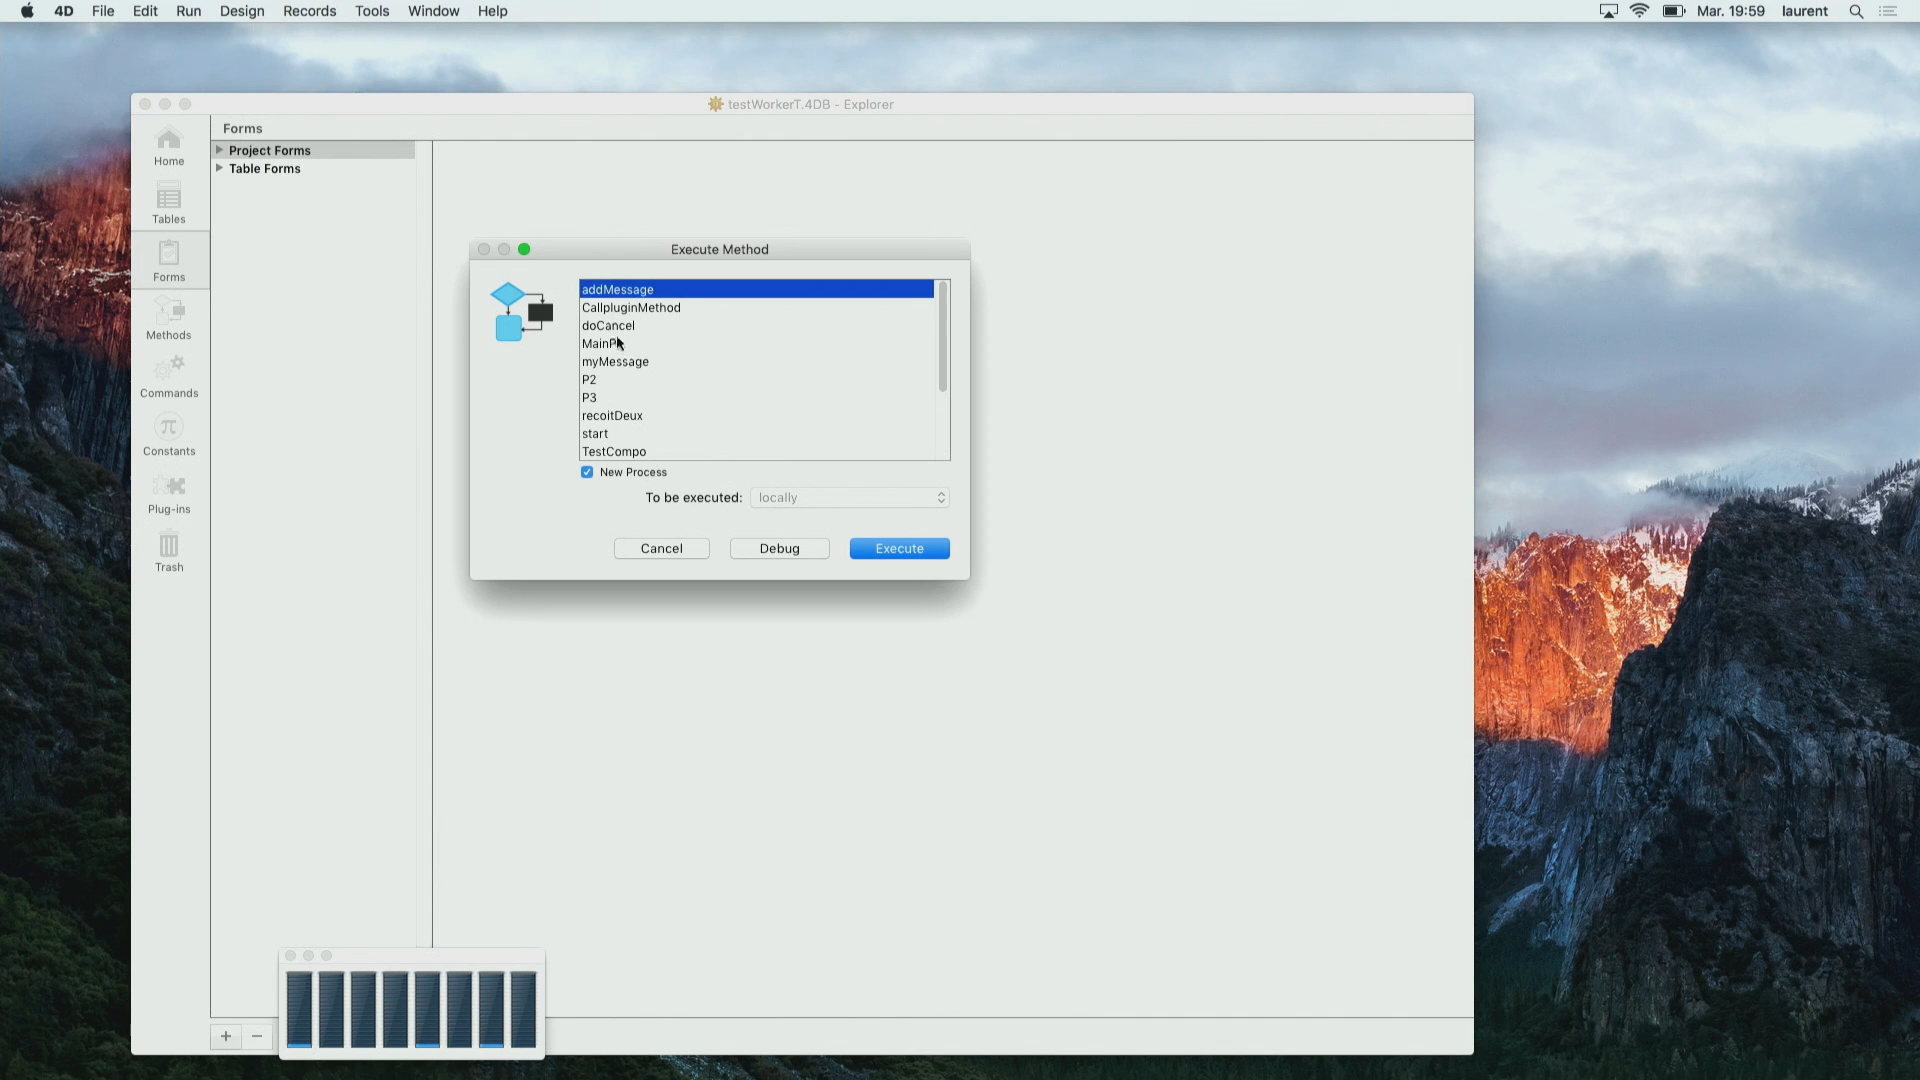 4D File Edit Run Design Records Tools Window Help
Mar. 19:59 laurent
testWorkerT.4DB - Explorer
Forms
Project Forms
Table Forms
Home
Tables
Forms
Methods
Commands
π
Constants
Plug-ins
Trash
Execute Method
addMessage
CallpluginMethod
doCancel
myMessage
P2
P3
recoitDeux
start
TestCompo
New Process
To be executed: locally
Cancel Debug Execute
+ −